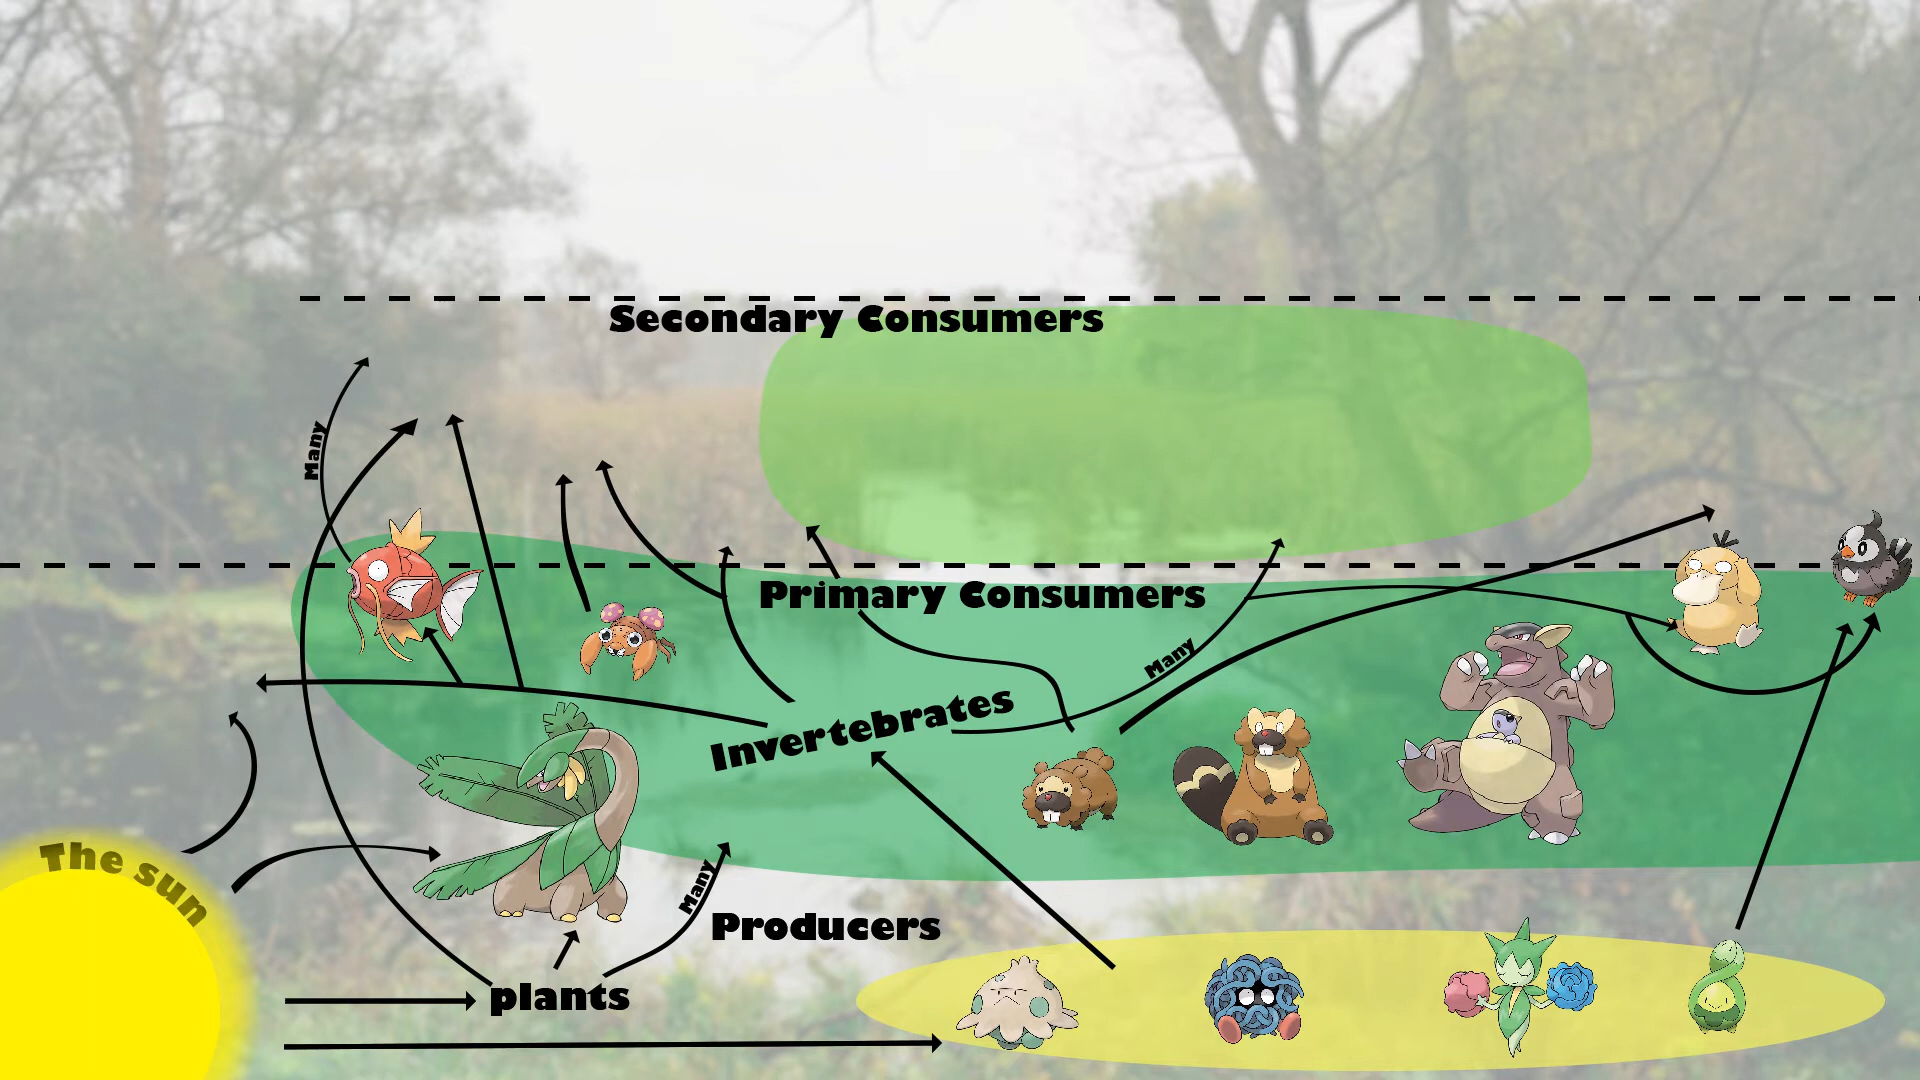 Secondary Consumers
Many
Primary Consumers
Many
Invertebrates
The sun
Many
Producers
plants